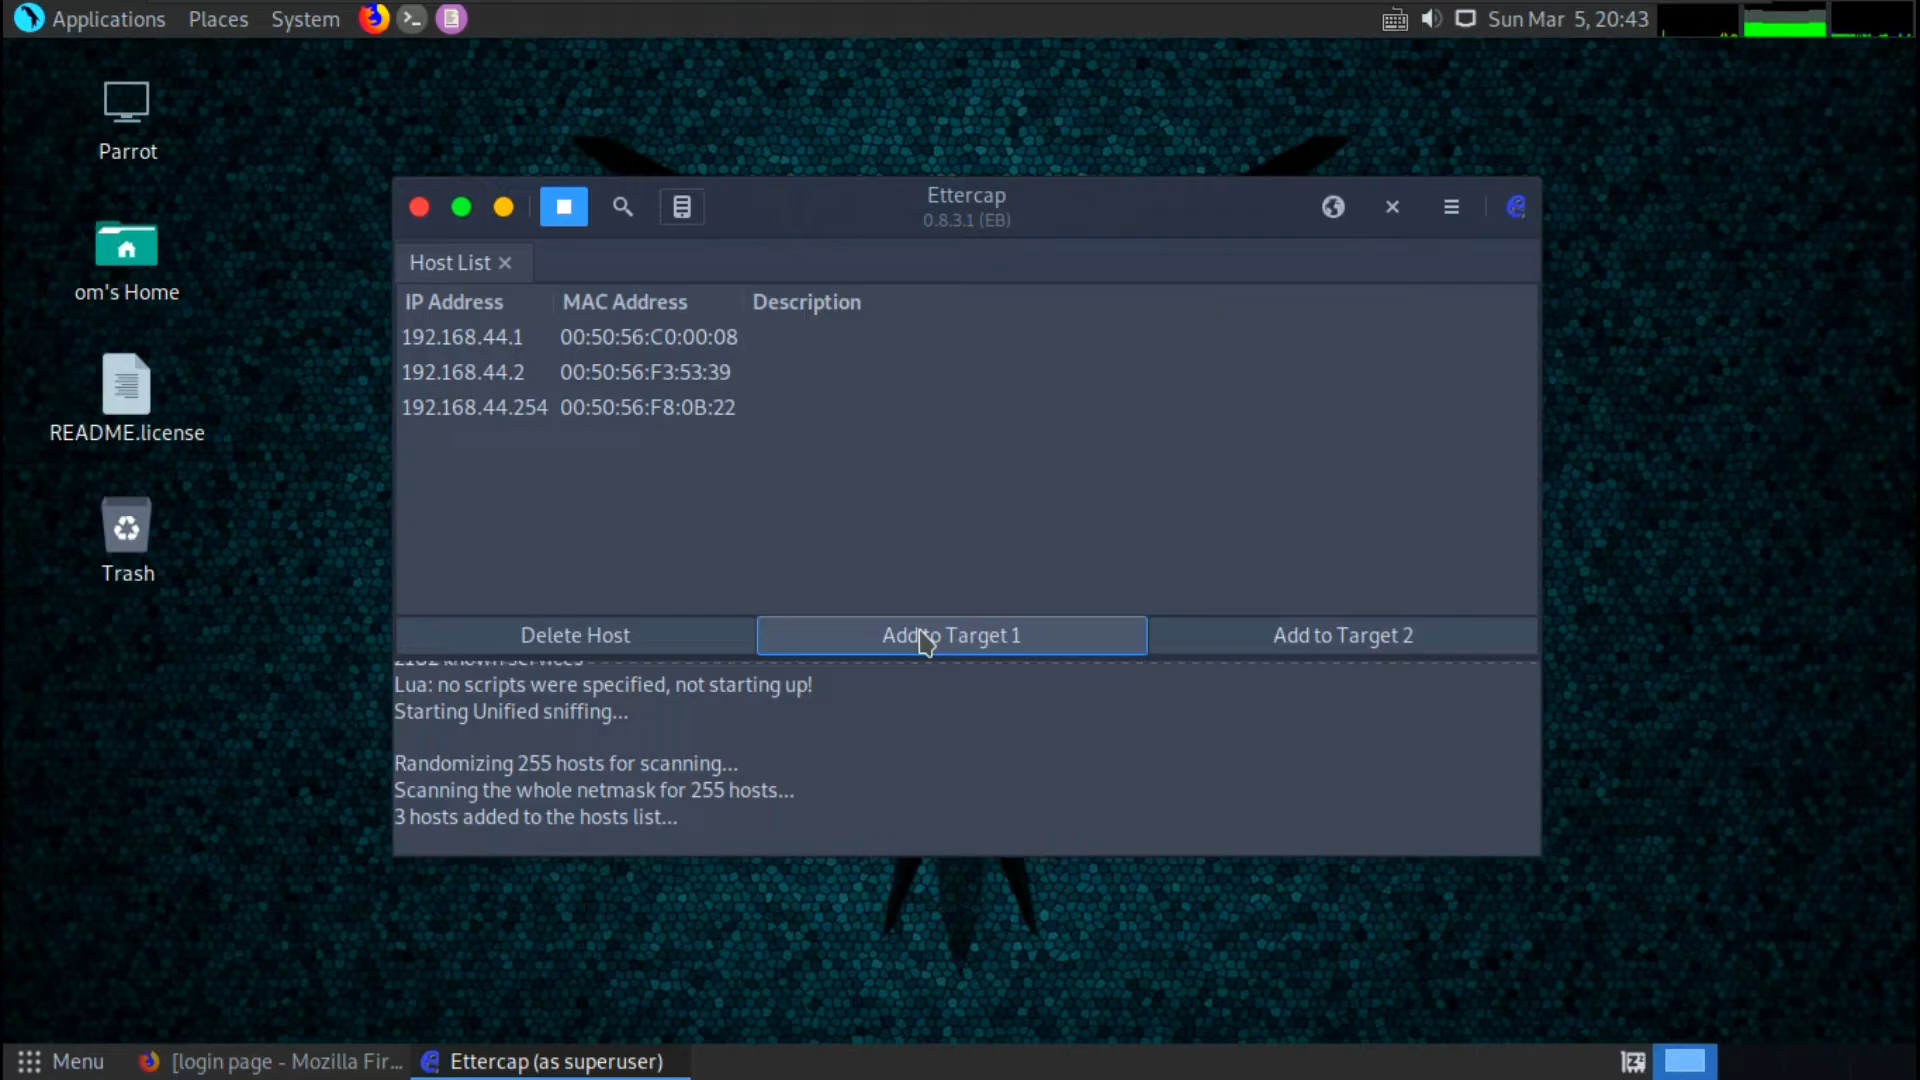 Applications Places System Sun Mar 5, 20:43
Parrot
om's Home
README.license
Trash
Ettercap
0.8.3.1 (EB)
Host List
IP Address MAC Address Description
192.168.44.1 00:50:56:C0:00:08
192.168.44.2 00:50:56:F3:53:39
192.168.44.254 00:50:56:F8:0B:22
Delete Host Add to Target 1 Add to Target 2
2182 known services
Lua: no scripts were specified, not starting up!
Starting Unified sniffing...
Randomizing 255 hosts for scanning...
Scanning the whole netmask for 255 hosts...
3 hosts added to the hosts list...
Menu [login page - Mozilla Fir... Ettercap (as superuser)